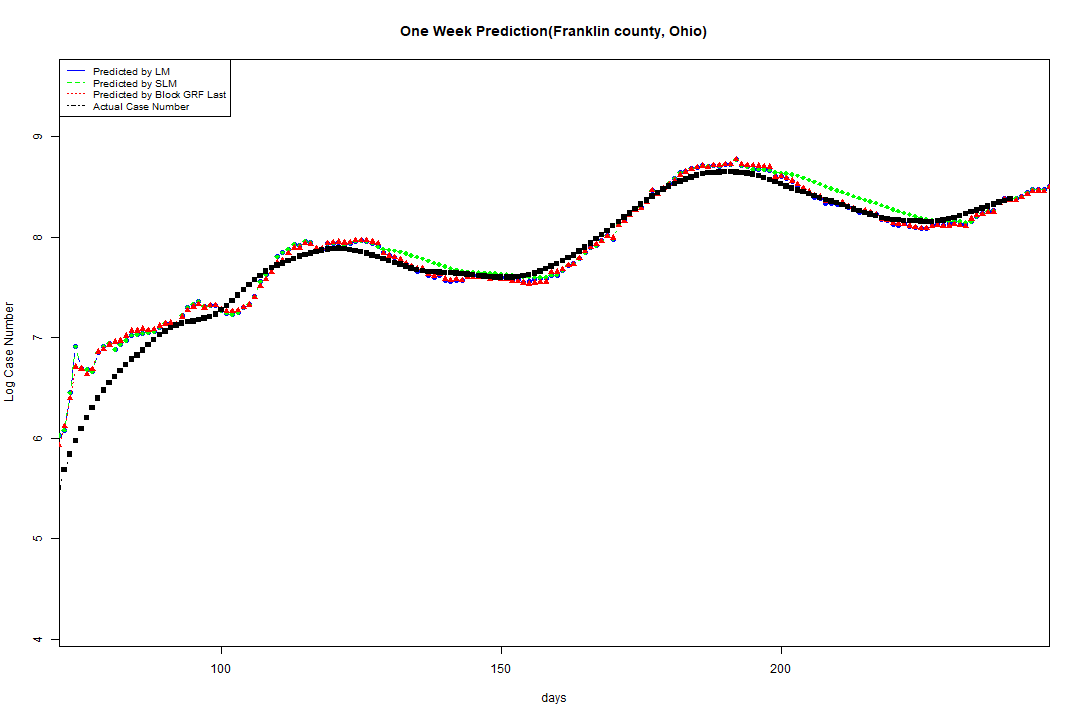 One Week Prediction(Franklin county, Ohio)
Predicted by LM
Predicted by SLM
Predicted by Block GRF Last
Actual Case Number
9
8
7
6
5
4
Log Case Number
100 150 200
days